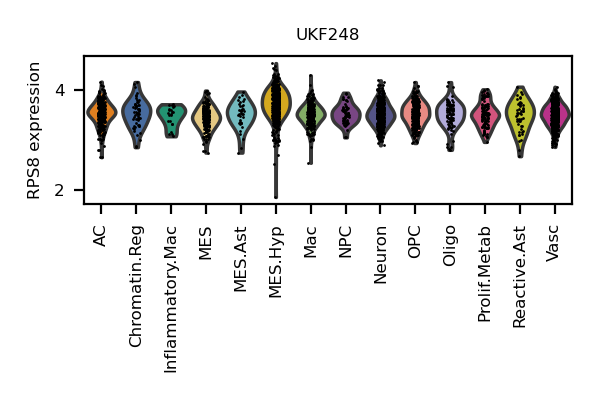 UKF248
RPS8 expression
4
2
AC
Chromatin.Reg
Inflammatory.Mac
MES
MES.Ast
MES.Hyp
Mac
NPC
Neuron
OPC
Oligo
Prolif.Metab
Reactive.Ast
Vasc